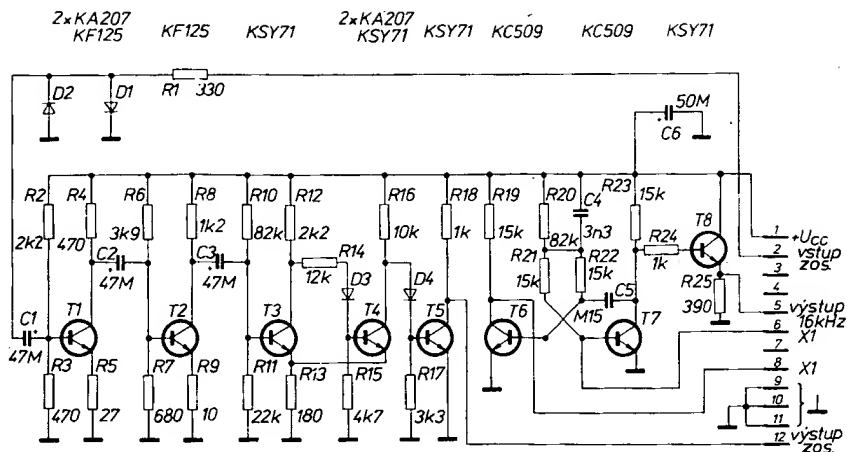 2xKA207
KF125
KF125
KSY71
2xKA207
KSY71
KSY71
KC509
KC509
KSY71
D2
D1
R1
330
50M
C6
R2
R4
R6
R8
R10
R12
R16
R18
R19
R20
C4
R23
15k
2k2
470
3k9
1k2
82k
2k2
10k
1k
15k
82k
3n3
T8
C2
47M
C3
47M
R14
12k
D3
D4
R21
15k
R22
15k
R24
1k
C5
M15
R25
390
C1
47M
T1
T2
T3
T4
T5
T6
T7
R3
R5
R7
R9
R11
R13
R15
R17
470
27
680
10
22k
180
4k7
3k3
1 +Ucc
2 vstup
zos.
3
4
5 výstup
16kHz
6 X1
7
8 X1
9
10
11
12 výstup
zos.